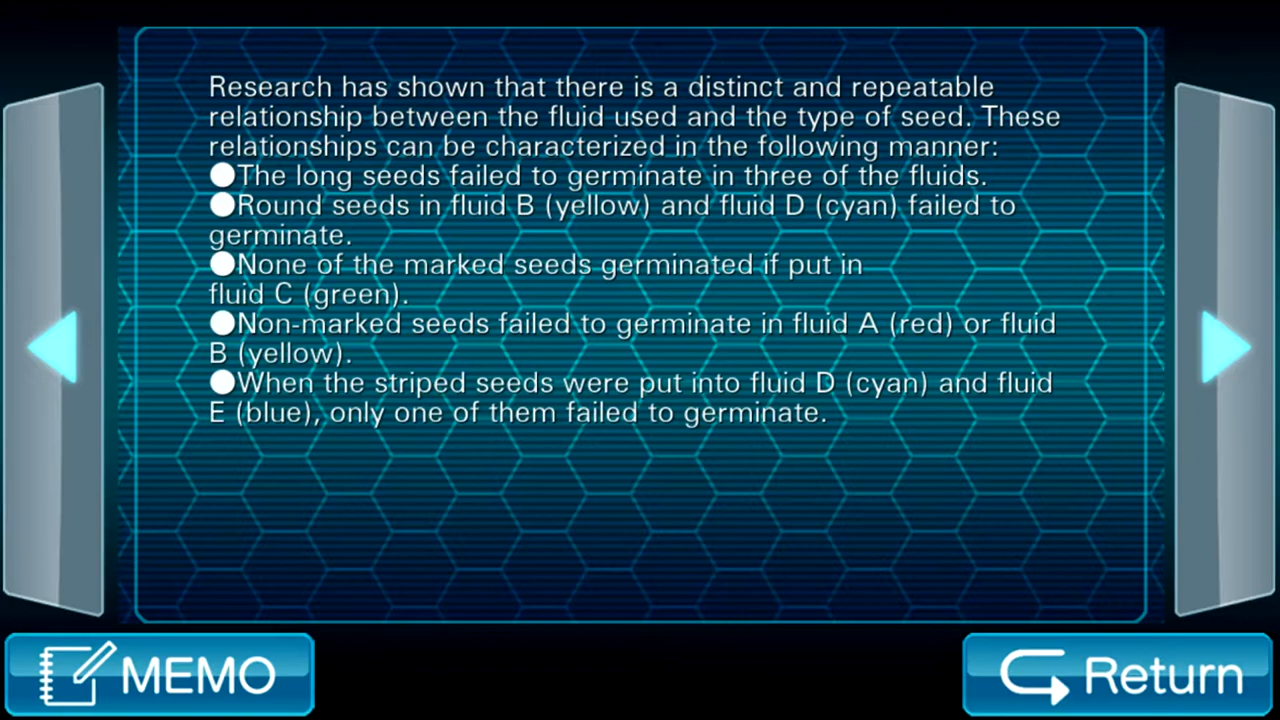 Research has shown that there is a distinct and repeatable
relationship between the fluid used and the type of seed. These
relationships can be characterized in the following manner:
●The long seeds failed to germinate in three of the fluids.
●Round seeds in fluid B (yellow) and fluid D (cyan) failed to
germinate.
●None of the marked seeds germinated if put in
fluid C (green).
●Non-marked seeds failed to germinate in fluid A (red) or fluid
B (yellow).
●When the striped seeds were put into fluid D (cyan) and fluid
E (blue), only one of them failed to germinate.
MEMO
Return